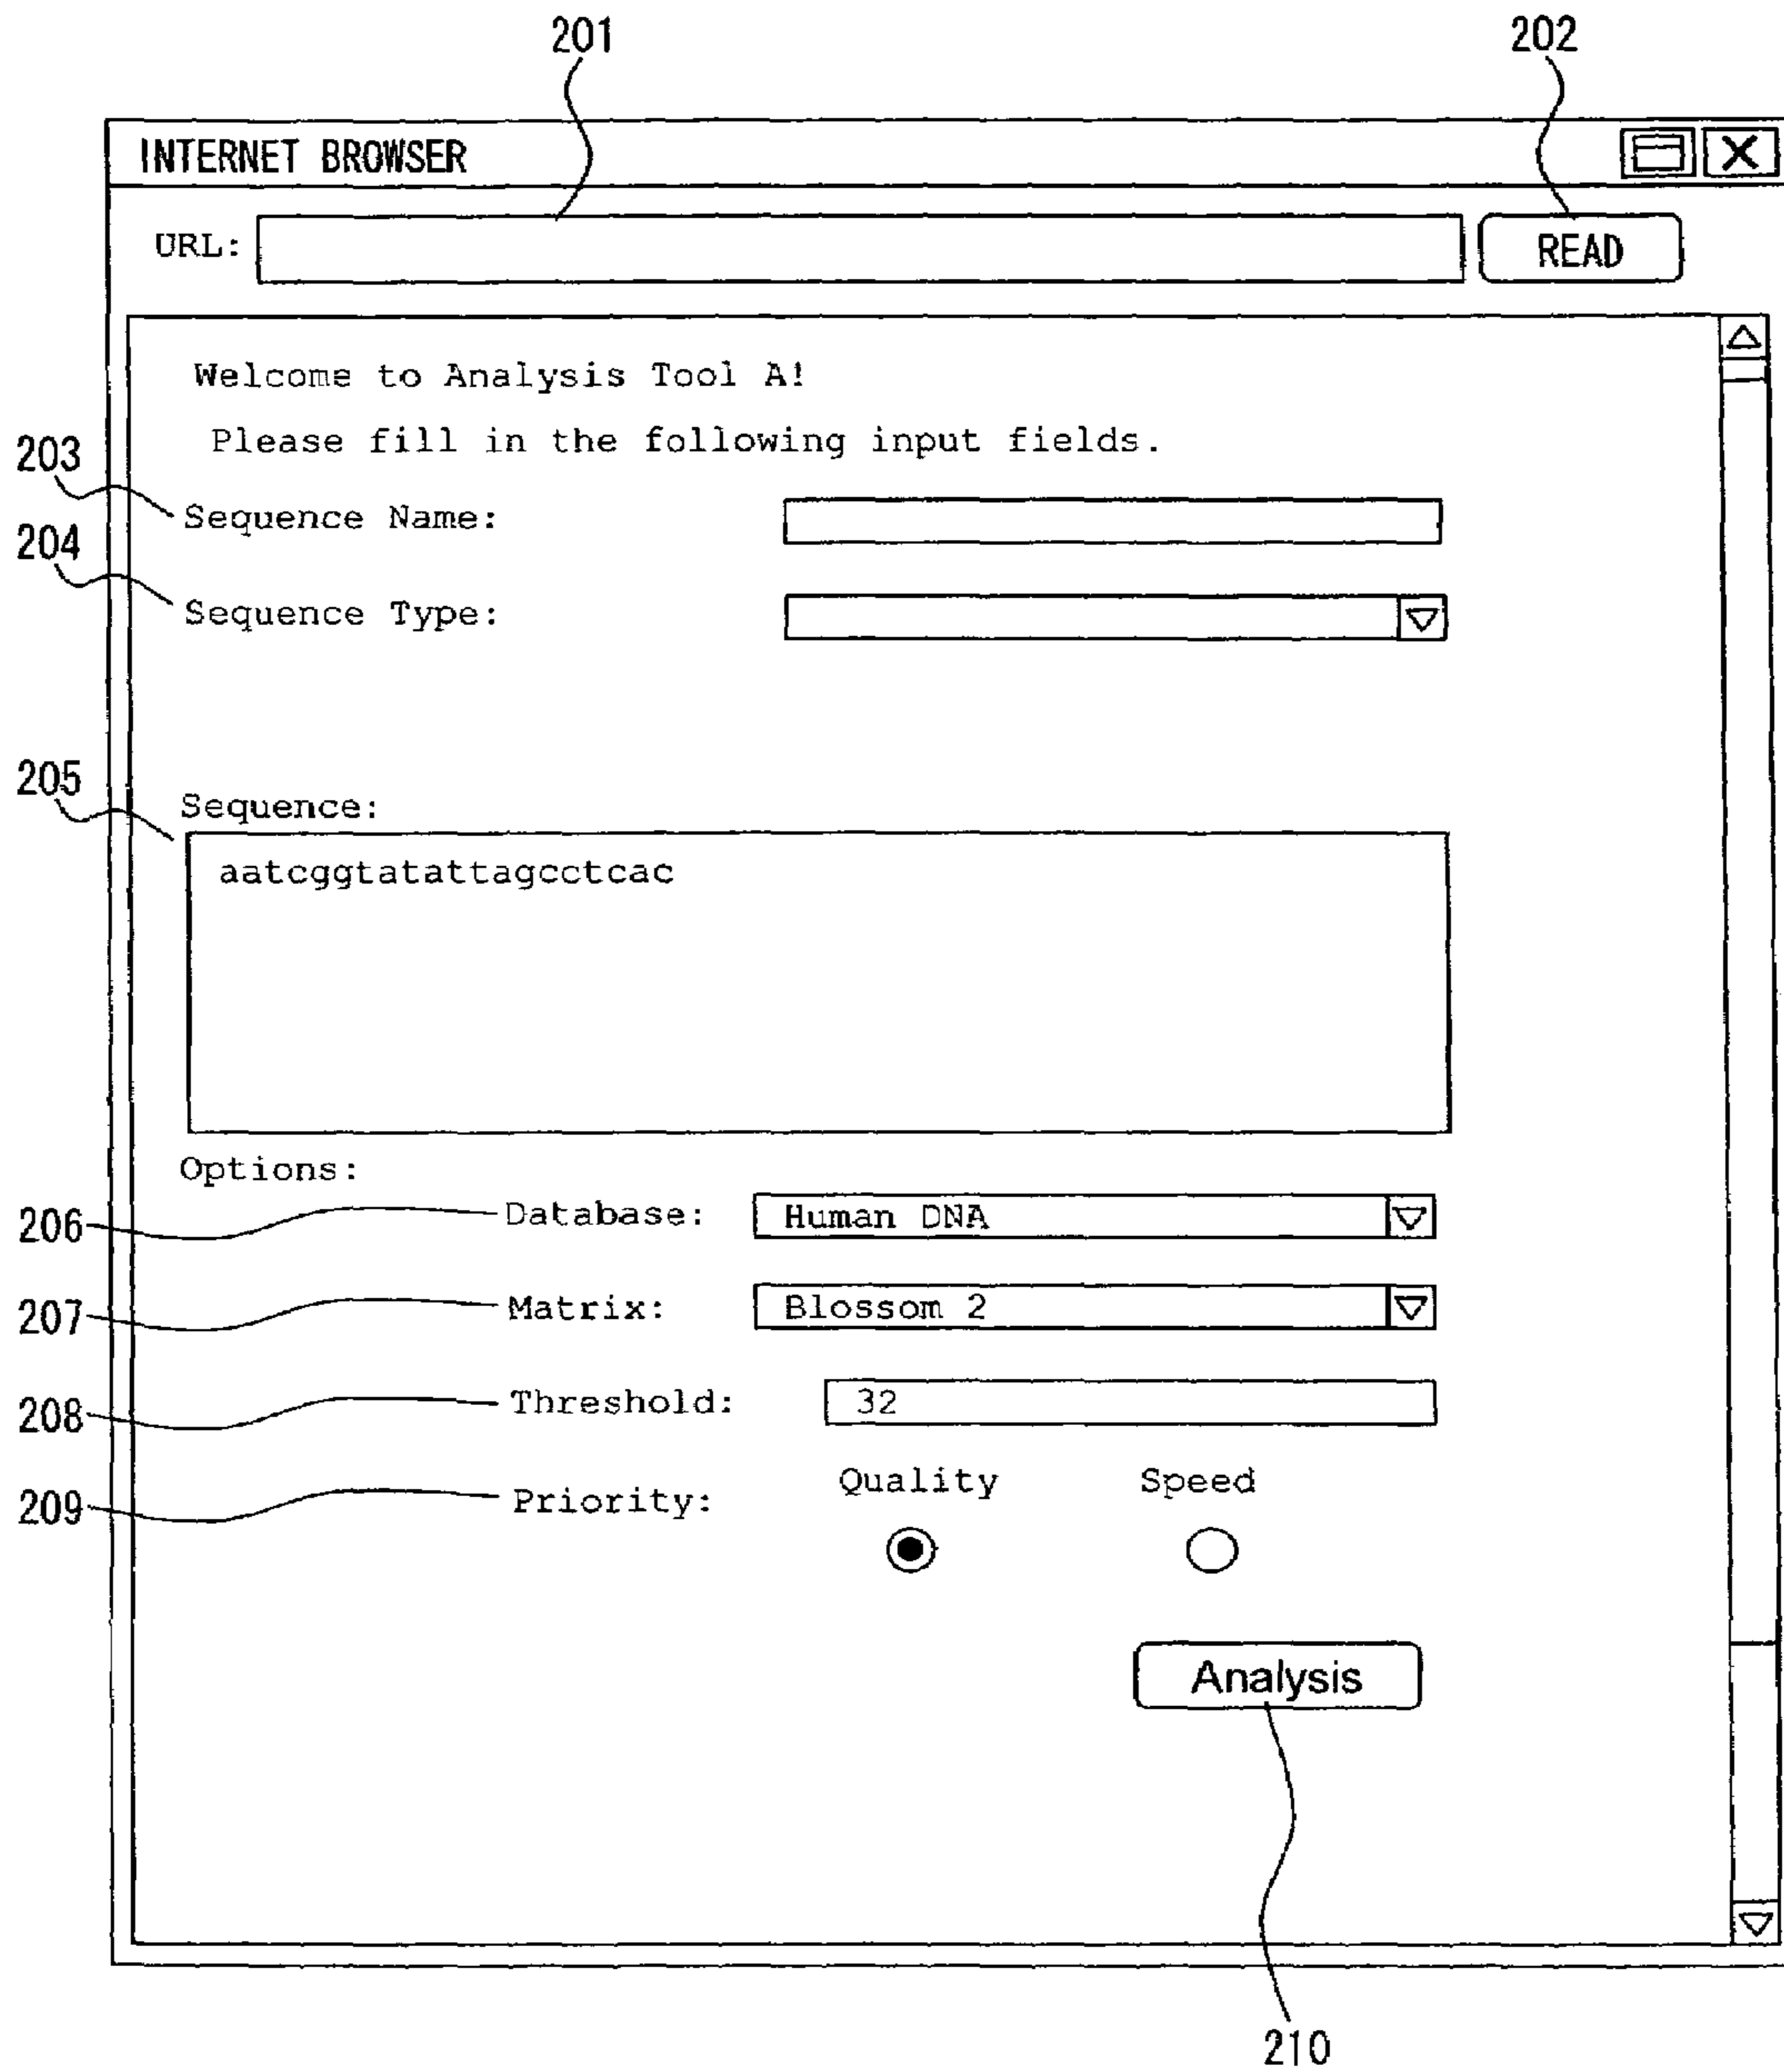 201 202
INTERNET BROWSER
URL: READ
Welcome to Analysis Tool A!
Please fill in the following input fields.
203 Sequence Name:
204 Sequence Type:
205 Sequence:
aatcggtatattagcctcac
Options:
206 Database: Human DNA
207 Matrix: Blossom 2
208 Threshold: 32
Quality Speed
209 Priority:
Analysis
210